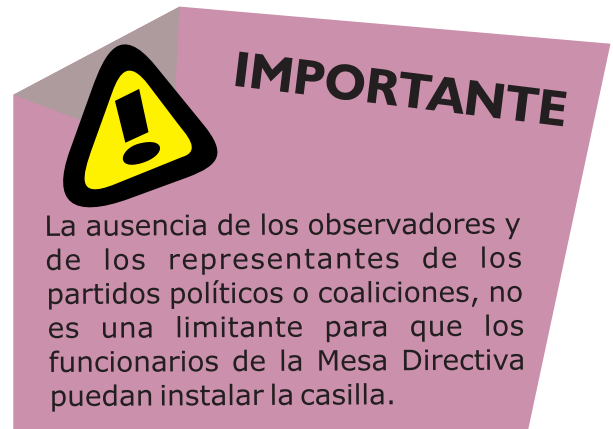 IMPORTANTE
La ausencia de los observadores y
de los representantes de los
partidos políticos o coaliciones, no
es una limitante para que los
funcionarios de la Mesa Directiva
puedan instalar la casilla.